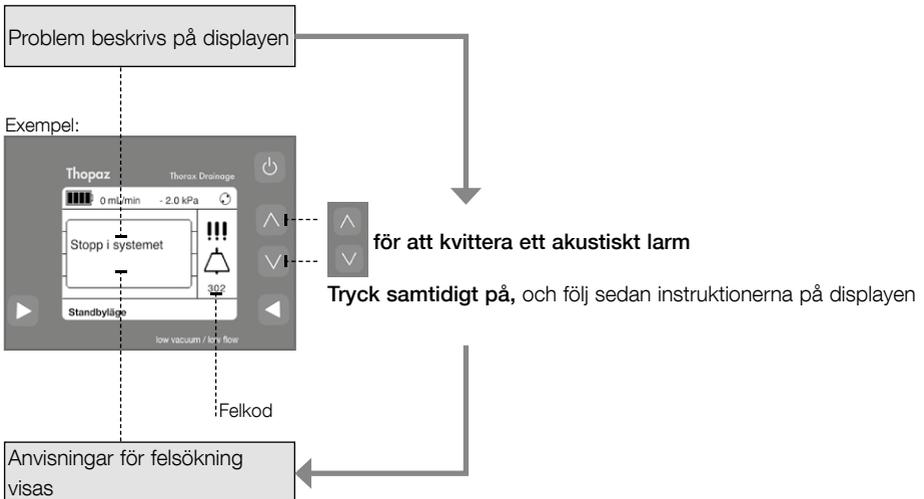 Problem beskrivs på displayen
Exempel:
Thopaz Thorax Drainage
0 mL/min - 2.0 kPa
Stopp i systemet
!!!
302
Standbyläge
low vacuum / low flow
för att kvittera ett akustiskt larm
Tryck samtidigt på, och följ sedan instruktionerna på displayen
Felkod
Anvisningar för felsökning
visas